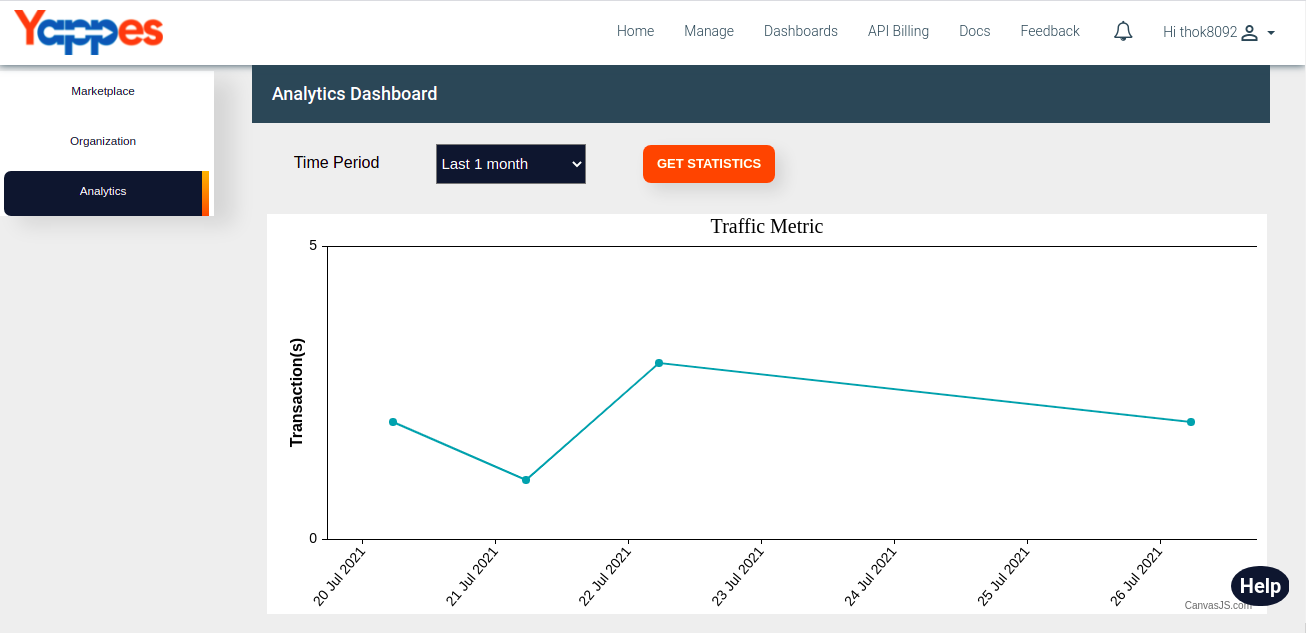 Yappes
Home Manage Dashboards API Billing Docs Feedback Hi thok8092
Marketplace
Organization
Analytics
Analytics Dashboard
Time Period Last 1 month GET STATISTICS
Traffic Metric
5
Transaction(s)
0
20 Jul 2021
21 Jul 2021
22 Jul 2021
23 Jul 2021
24 Jul 2021
25 Jul 2021
26 Jul 2021
Help
CanvasJS.com